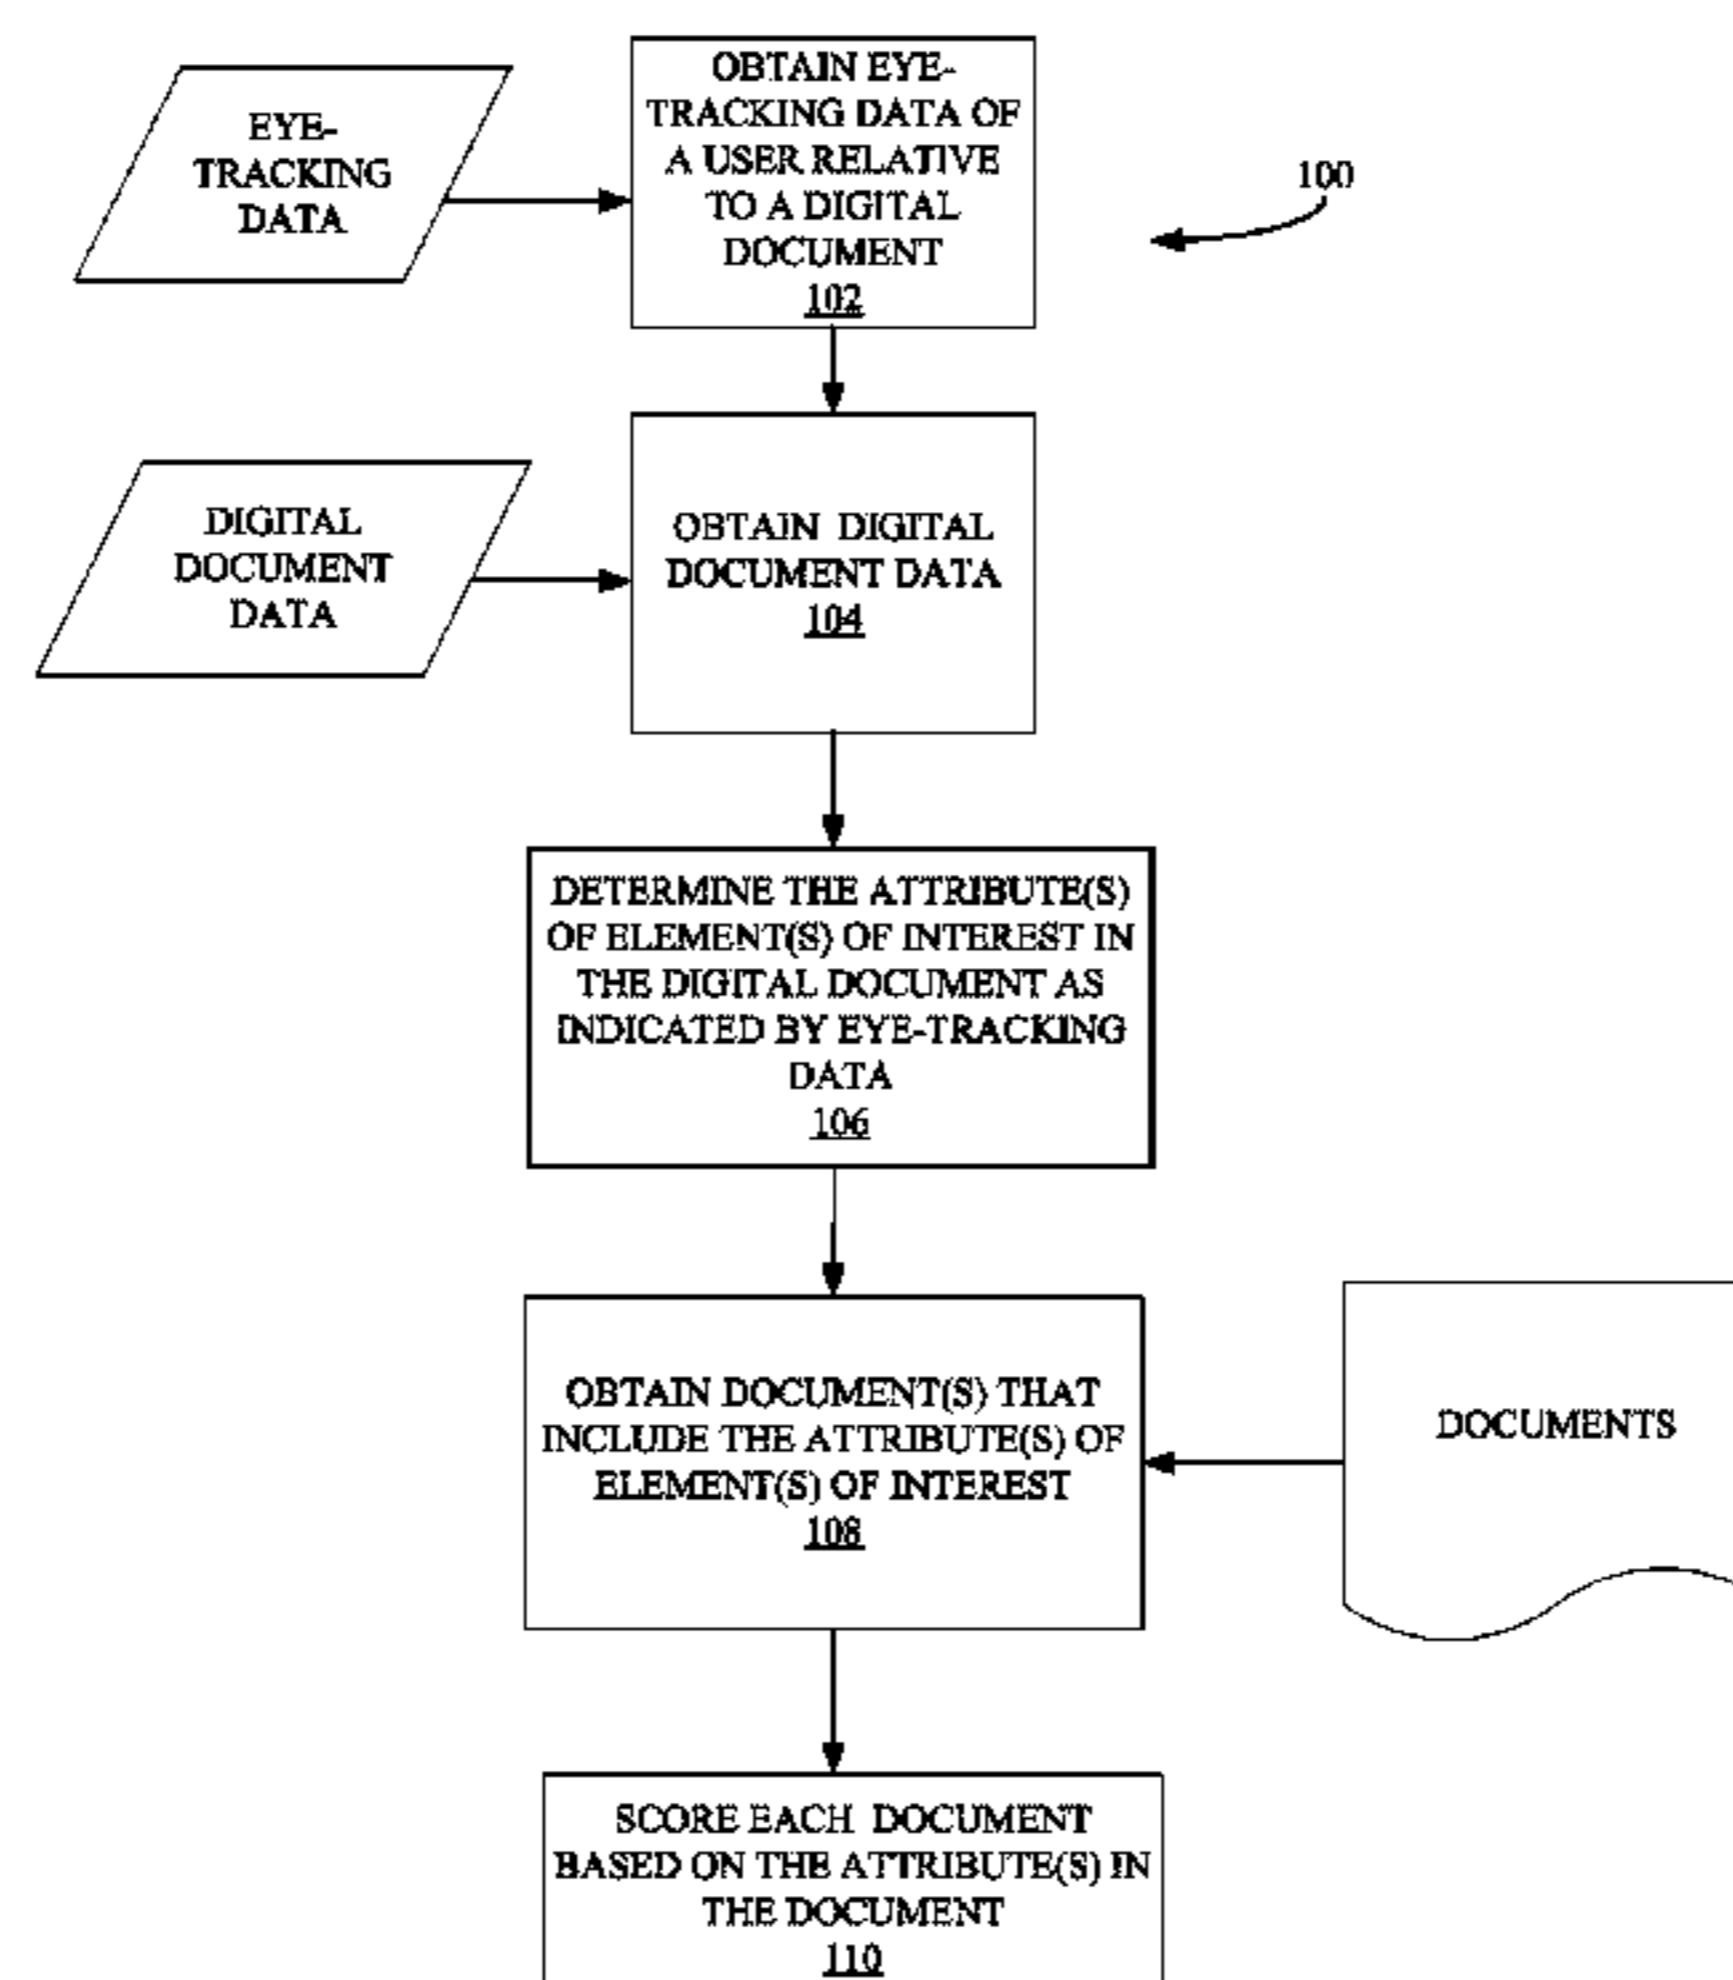 OBTAIN EYE-
TRACKING DATA OF
A USER RELATIVE
TO A DIGITAL
DOCUMENT
102
EYE-
TRACKING
DATA
100
DIGITAL
DOCUMENT
DATA
OBTAIN DIGITAL
DOCUMENT DATA
104
DETERMINE THE ATTRIBUTE(S)
OF ELEMENT(S) OF INTEREST IN
THE DIGITAL DOCUMENT AS
INDICATED BY EYE-TRACKING
DATA
106
OBTAIN DOCUMENT(S) THAT
INCLUDE THE ATTRIBUTE(S) OF
ELEMENT(S) OF INTEREST
108
DOCUMENTS
SCORE EACH DOCUMENT
BASED ON THE ATTRIBUTE(S) IN
THE DOCUMENT
110